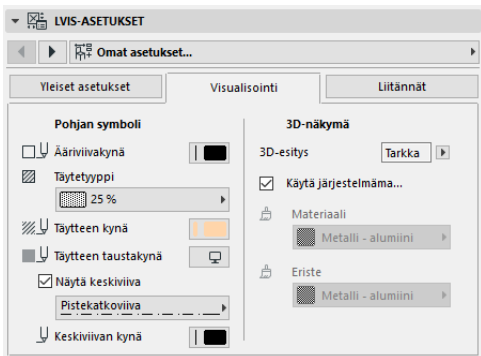 LVIS-ASETUKSET
Omat asetukset...
Yleiset asetukset
Visualisointi
Liitännät
Pohjan symboli
Ääriviivakynä
Täytetyyppi
25 %
Täytteen kynä
Täytteen taustakynä
Näytä keskiviiva
Pistekatkoviiva
Keskiviivan kynä
3D-näkymä
3D-esitys
Tarkka
Käytä järjestelmäma...
Materiaali
Metalli - alumiini
Eriste
Metalli - alumiini